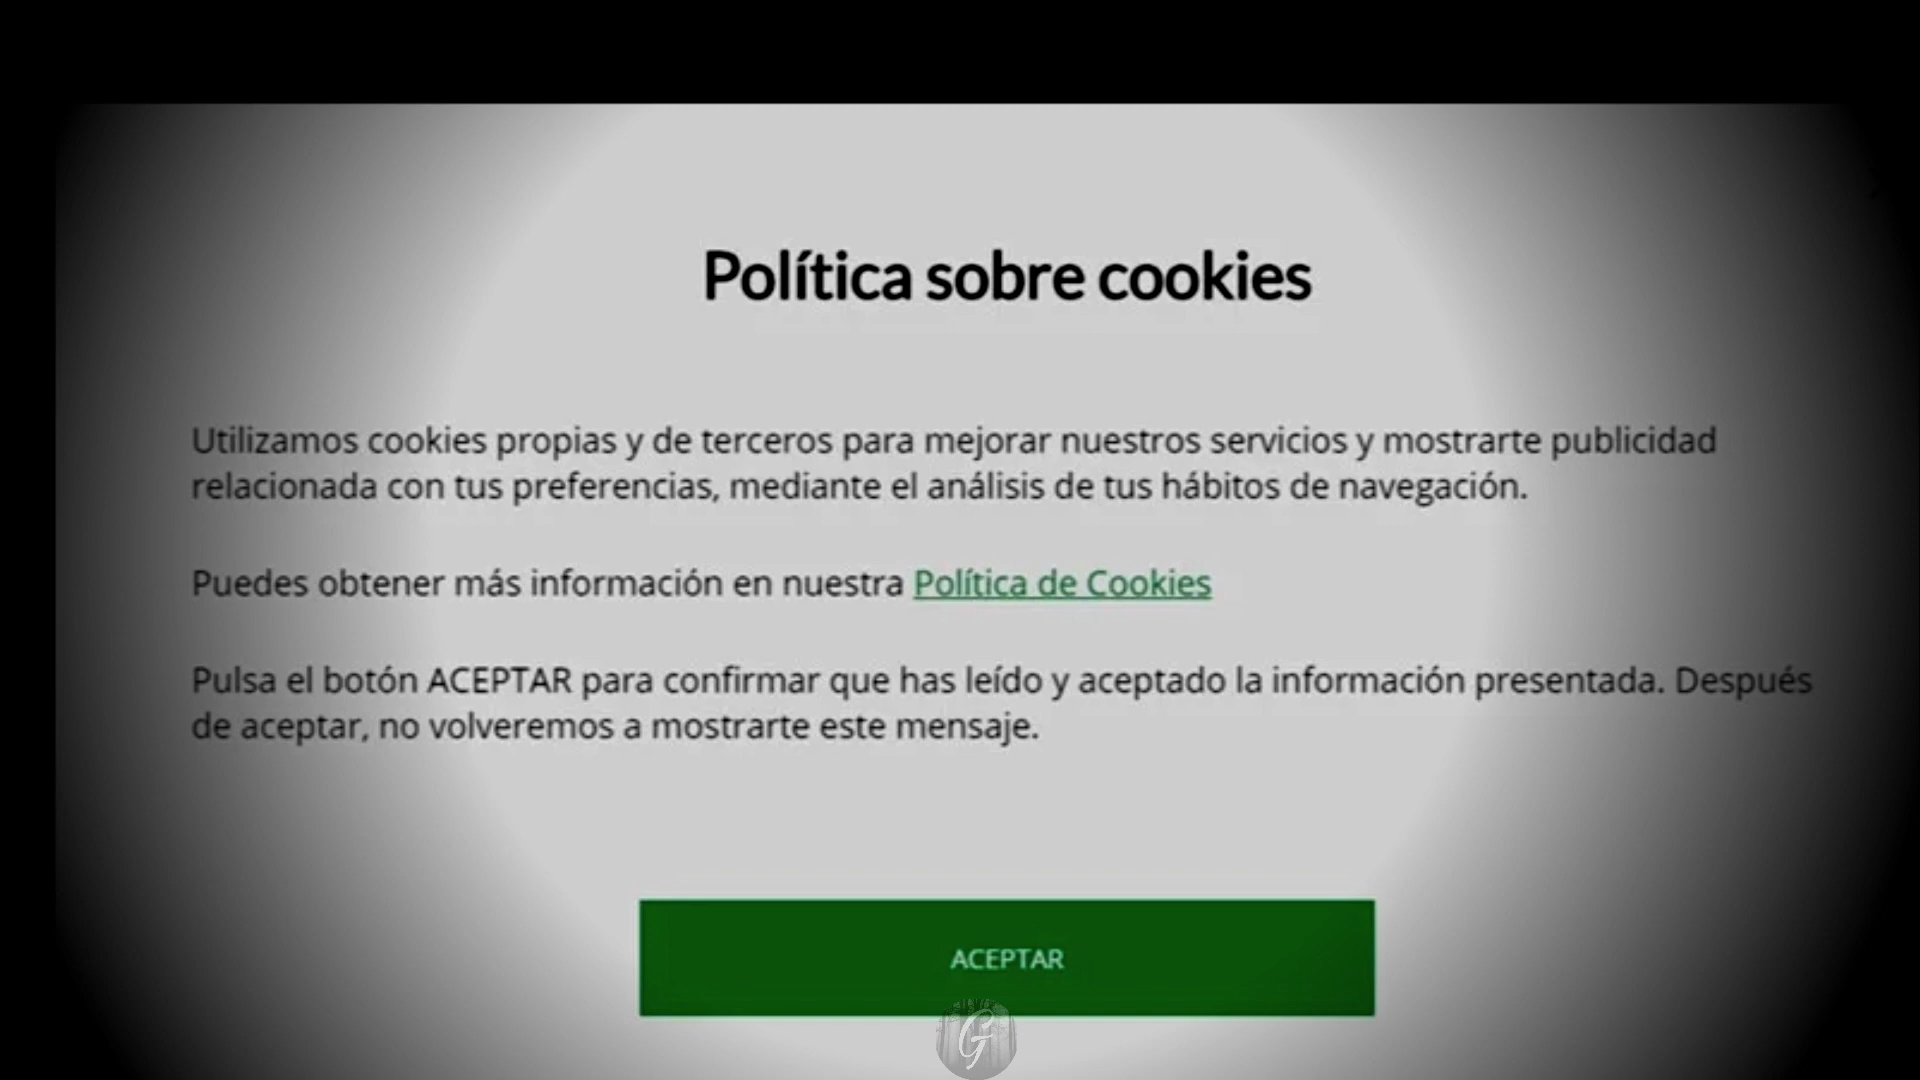 Política sobre cookies
Utilizamos cookies propias y de terceros para mejorar nuestros servicios y mostrarte publicidad
relacionada con tus preferencias, mediante el análisis de tus hábitos de navegación.
Puedes obtener más información en nuestra Política de Cookies
Pulsa el botón ACEPTAR para confirmar que has leído y aceptado la información presentada. Después
de aceptar, no volveremos a mostrarte este mensaje.
ACEPTAR
G